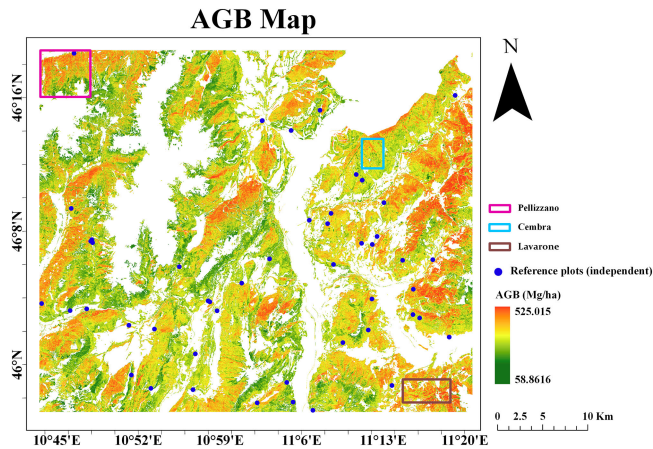 AGB Map
N
46°16'N
46°8'N
46°N
Pellizzano
Cembra
Lavarone
Reference plots (independent)
AGB (Mg/ha)
525.015
58.8616
0 2.5 5 10 Km
10°45'E 10°52'E 10°59'E 11°6'E 11°13'E 11°20'E